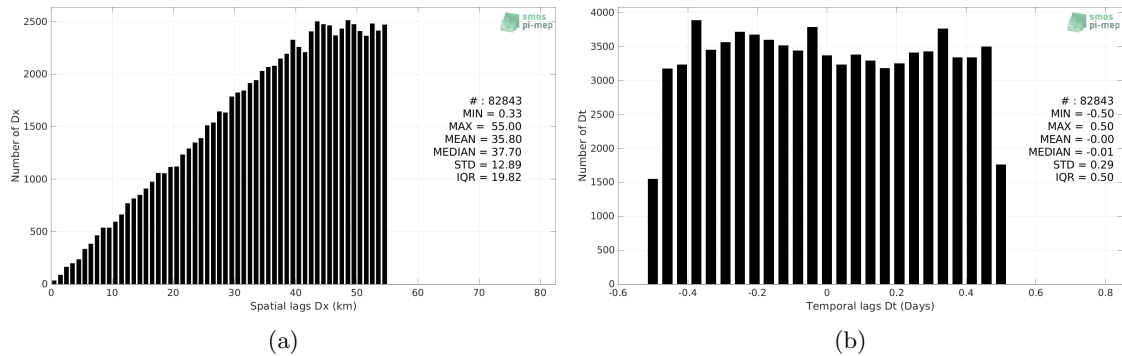 smos
pi-mep
2500
2000
1500
1000
500
0
Number of Dx
# : 82843
MIN = 0.33
MAX = 55.00
MEAN = 35.80
MEDIAN = 37.70
STD = 12.89
IQR = 19.82
0 10 20 30 40 50 60 70 80
Spatial lags Dx (km)
(a)
smos
pi-mep
4000
3500
3000
2500
2000
1500
1000
500
0
Number of Dt
# : 82843
MIN = -0.50
MAX = 0.50
MEAN = -0.00
MEDIAN = -0.01
STD = 0.29
IQR = 0.50
-0.6 -0.4 -0.2 0 0.2 0.4 0.6 0.8
Temporal lags Dt (Days)
(b)